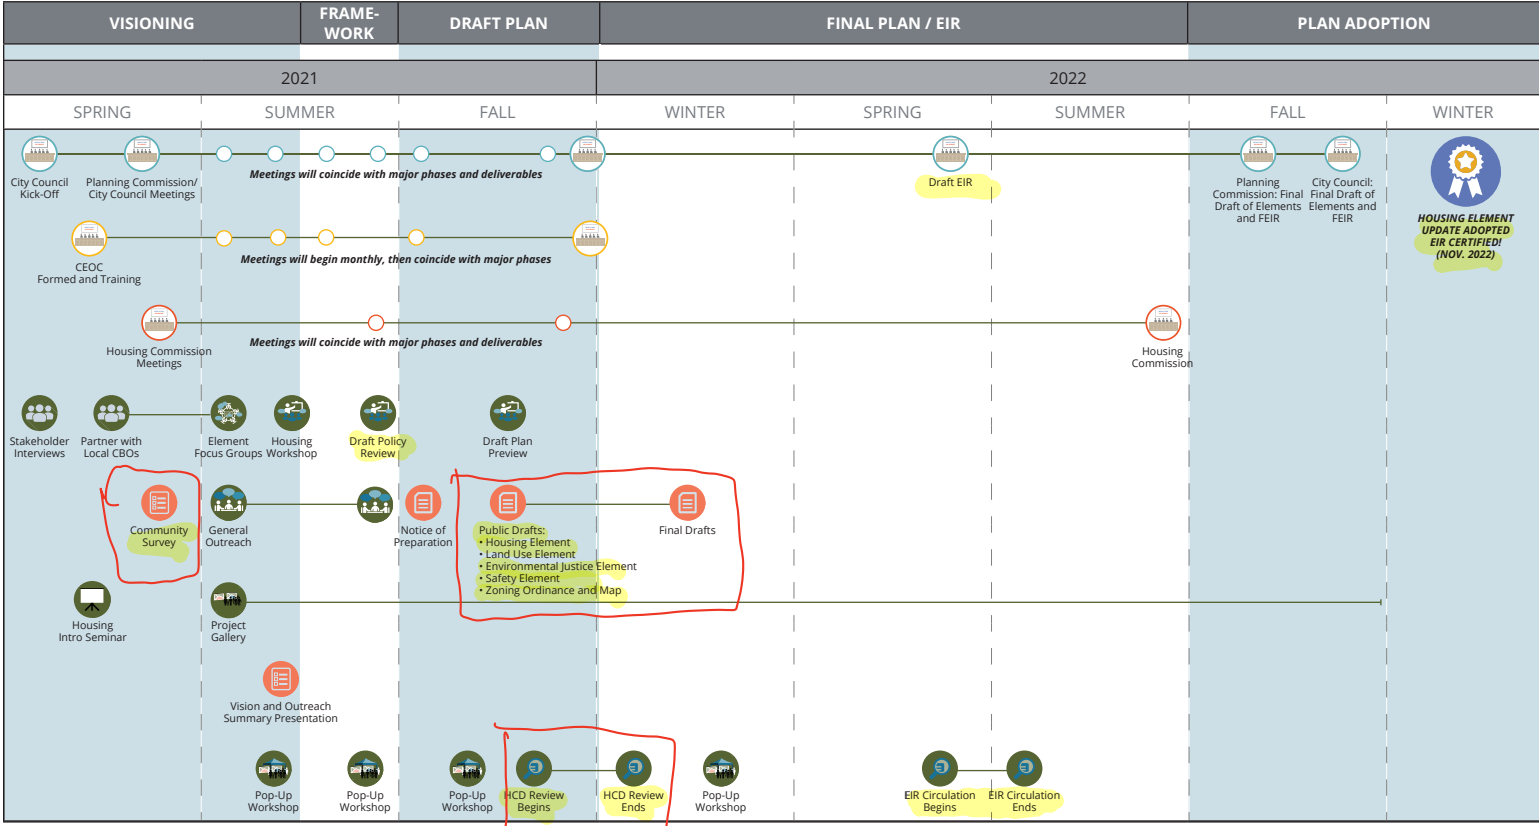 VISIONING
FRAME-
WORK
DRAFT PLAN
FINAL PLAN / EIR
PLAN ADOPTION
2021
2022
SPRING
SUMMER
FALL
WINTER
SPRING
SUMMER
FALL
WINTER
City Council
Kick-Off
Planning Commission/
City Council Meetings
Meetings will coincide with major phases and deliverables
Draft EIR
Planning
Commission: Final
Draft of Elements
and FEIR
City Council:
Final Draft of
Elements and
FEIR
HOUSING ELEMENT
UPDATE ADOPTED
EIR CERTIFIED!
(NOV. 2022)
CEOC
Formed and Training
Meetings will begin monthly, then coincide with major phases
Housing Commission
Meetings
Meetings will coincide with major phases and deliverables
Housing
Commission
Stakeholder
Interviews
Partner with
Local CBOs
Element
Focus Groups
Housing
Workshop
Draft Policy
Review
Draft Plan
Preview
Community
Survey
General
Outreach
Notice of
Preparation
Public Drafts:
• Housing Element
• Land Use Element
• Environmental Justice Element
• Safety Element
• Zoning Ordinance and Map
Final Drafts
Housing
Intro Seminar
Project
Gallery
Vision and Outreach
Summary Presentation
Pop-Up
Workshop
Pop-Up
Workshop
Pop-Up
Workshop
HCD Review
Begins
HCD Review
Ends
Pop-Up
Workshop
EIR Circulation
Begins
EIR Circulation
Ends